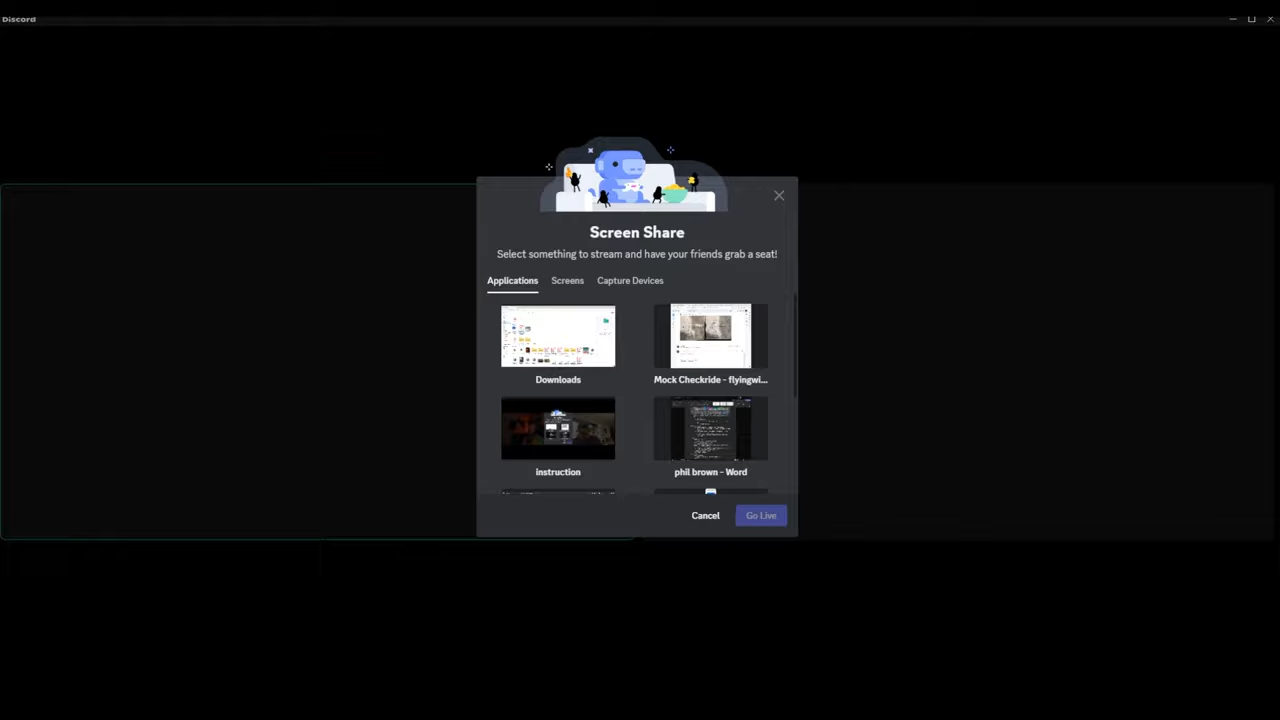 Discord
Screen Share
Select something to stream and have your friends grab a seat!
Applications Screens Capture Devices
Downloads
Mock Checkride - flyingwi...
instruction
phil brown - Word
Cancel Go Live